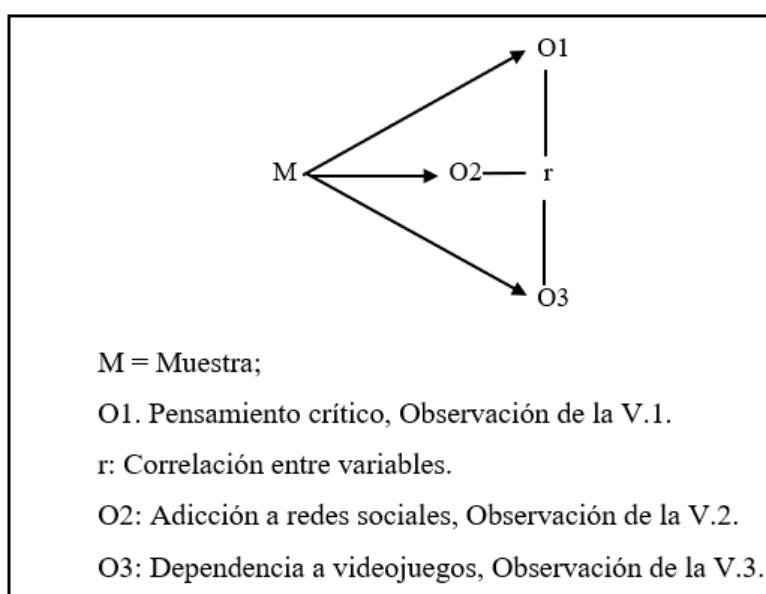 O1
M O2 r
O3
M = Muestra;
O1. Pensamiento crítico, Observación de la V.1.
r: Correlación entre variables.
O2: Adicción a redes sociales, Observación de la V.2.
O3: Dependencia a videojuegos, Observación de la V.3.